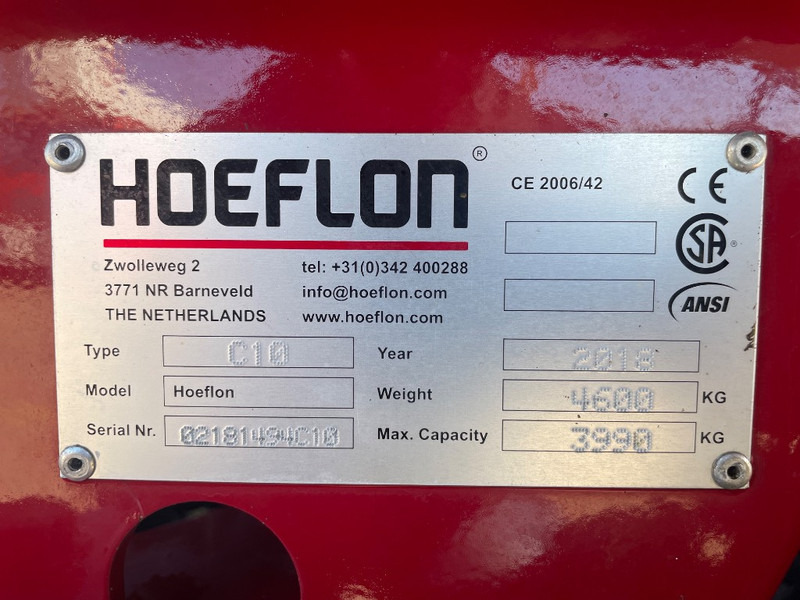 HOEFLON ®
CE 2006/42
CE
SA ®
ANSI
Zwolleweg 2 tel: +31(0)342 400288
3771 NR Barneveld info@hoeflon.com
THE NETHERLANDS www.hoeflon.com
Type C10 Year 2018
Model Hoeflon Weight 4600 KG
Serial Nr. 02181494C10 Max. Capacity 3990 KG